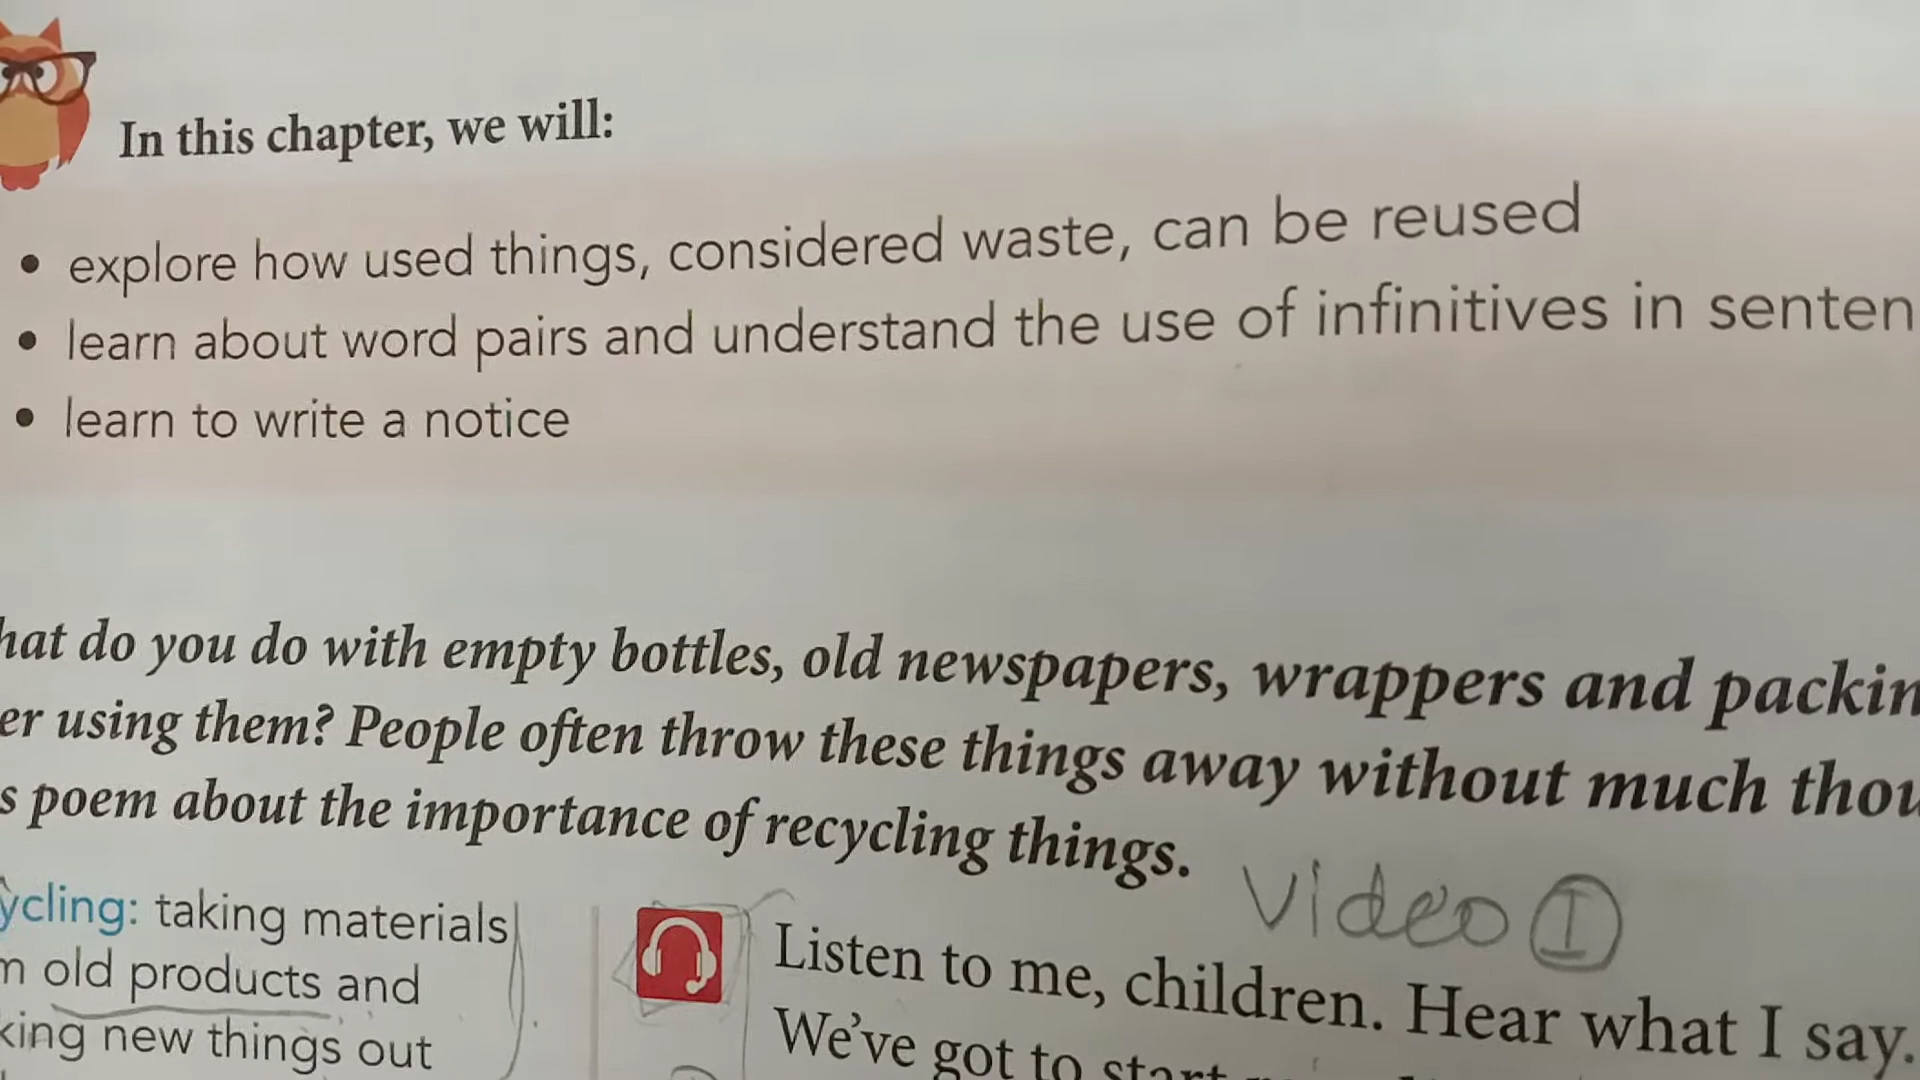 In this chapter, we will:
• explore how used things, considered waste, can be reused
• learn about word pairs and understand the use of infinitives in senten
• learn to write a notice
hat do you do with empty bottles, old newspapers, wrappers and packin
er using them? People often throw these things away without much thou
s poem about the importance of recycling things.
Video I
ycling: taking materials
m old products and
king new things out
Listen to me, children. Hear what I say.
We've got to start